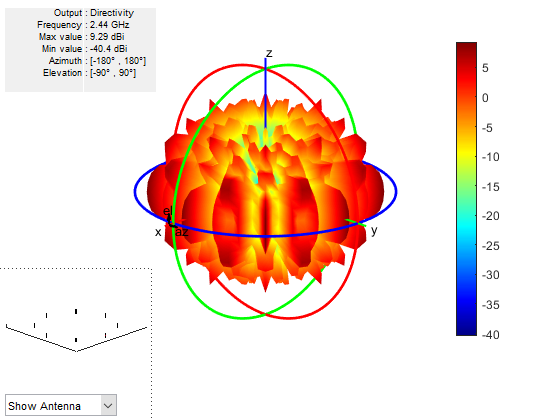 Output : Directivity
Frequency : 2.44 GHz
Max value : 9.29 dBi
Min value : -40.4 dBi
Azimuth : [-180° , 180°]
Elevation : [-90° , 90°]
z
el
x
az
y
5
0
-5
-10
-15
-20
-25
-30
-35
-40
Show Antenna